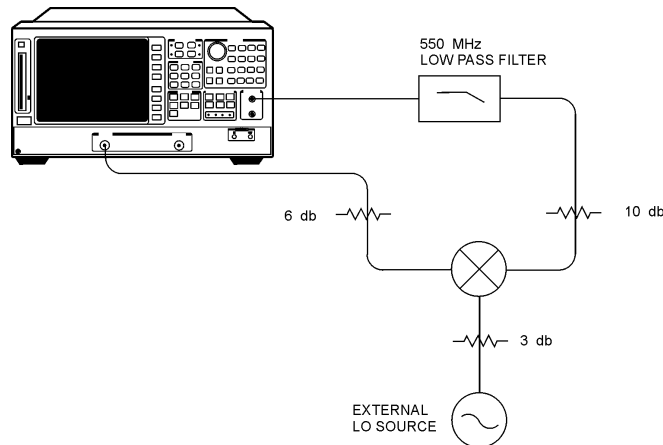 550 MHz
LOW PASS FILTER
6 db
10 db
3 db
EXTERNAL
LO SOURCE